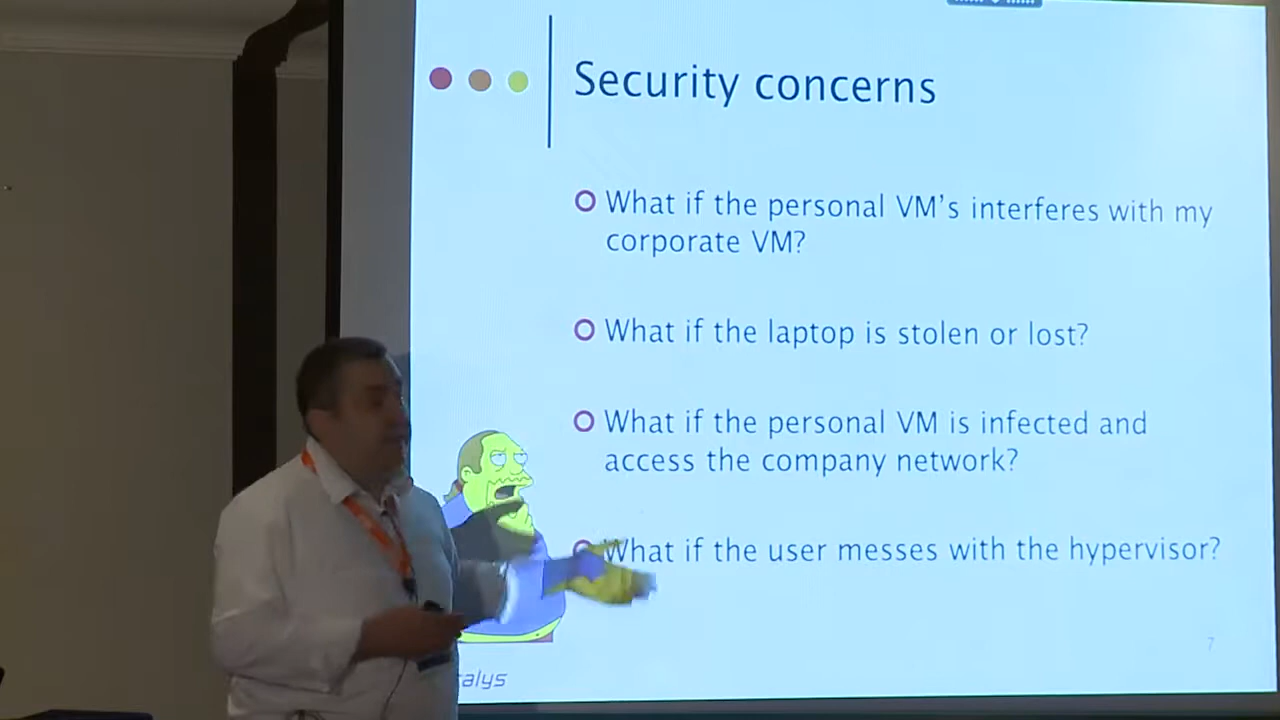 Security concerns
What if the personal VM's interferes with my
corporate VM?
What if the laptop is stolen or lost?
What if the personal VM is infected and
access the company network?
What if the user messes with the hypervisor?
7
alys